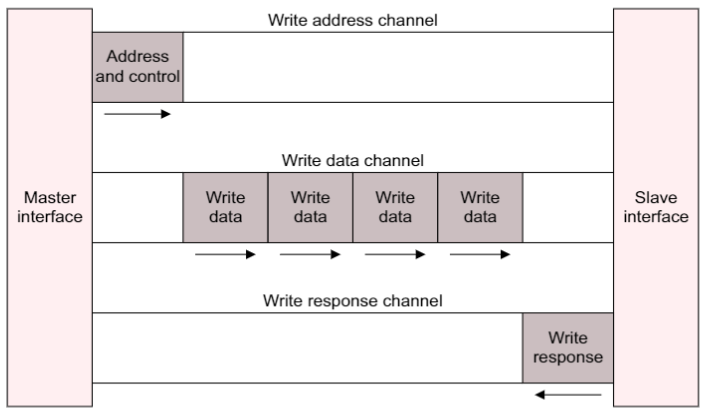 Write address channel
Address
and control
Write data channel
Master
interface
Write
data
Write
data
Write
data
Write
data
Slave
interface
Write response channel
Write
response